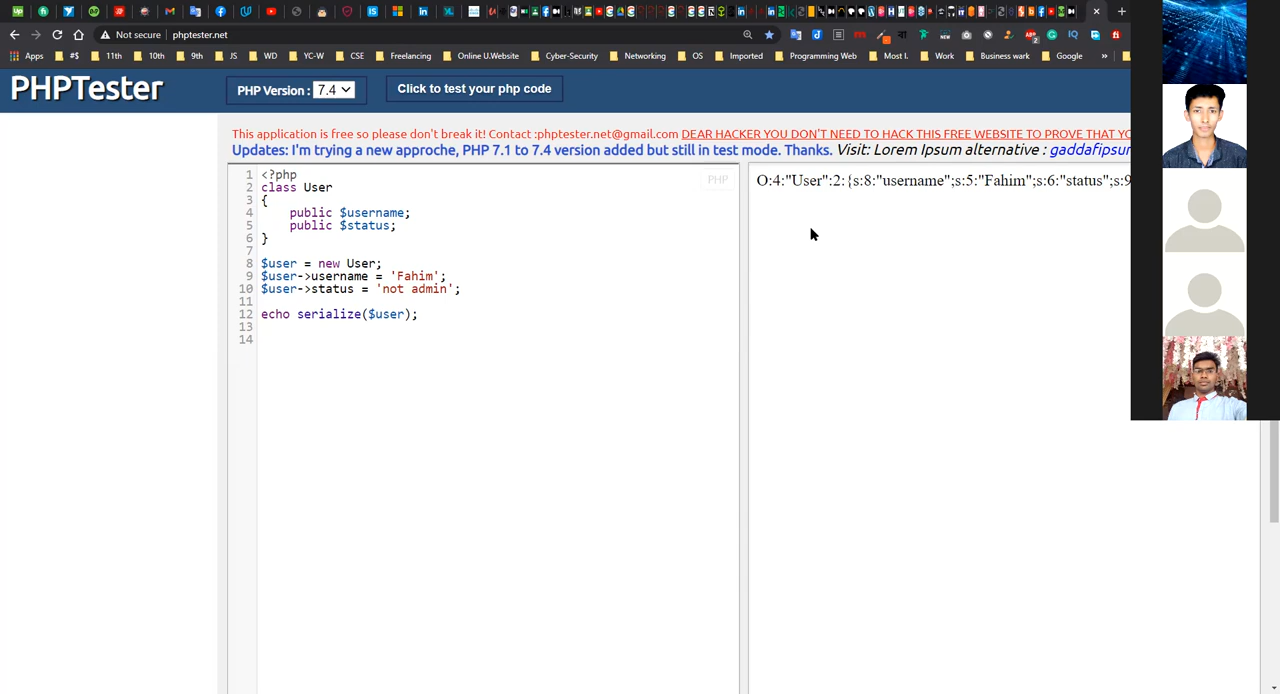 Not secure phptester.net
Apps #$ 11th 10th 9th JS WD YC-W CSE Freelancing Online U.Website Cyber-Security Networking OS Imported Programming Web Most I. Work Business wark Google »
PHPTester PHP Version : 7.4 Click to test your php code
This application is free so please don't break it! Contact :phptester.net@gmail.com DEAR HACKER YOU DON'T NEED TO HACK THIS FREE WEBSITE TO PROVE THAT YO
Updates: I'm trying a new approche, PHP 7.1 to 7.4 version added but still in test mode. Thanks. Visit: Lorem Ipsum alternative : gaddafipsum
PHP
1 <?php
2 class User
3 {
4 public $username;
5 public $status;
6 }
7
8 $user = new User;
9 $user->username = 'Fahim';
10 $user->status = 'not admin';
11
12 echo serialize($user);
13
14
O:4:"User":2:{s:8:"username";s:5:"Fahim";s:6:"status";s:9